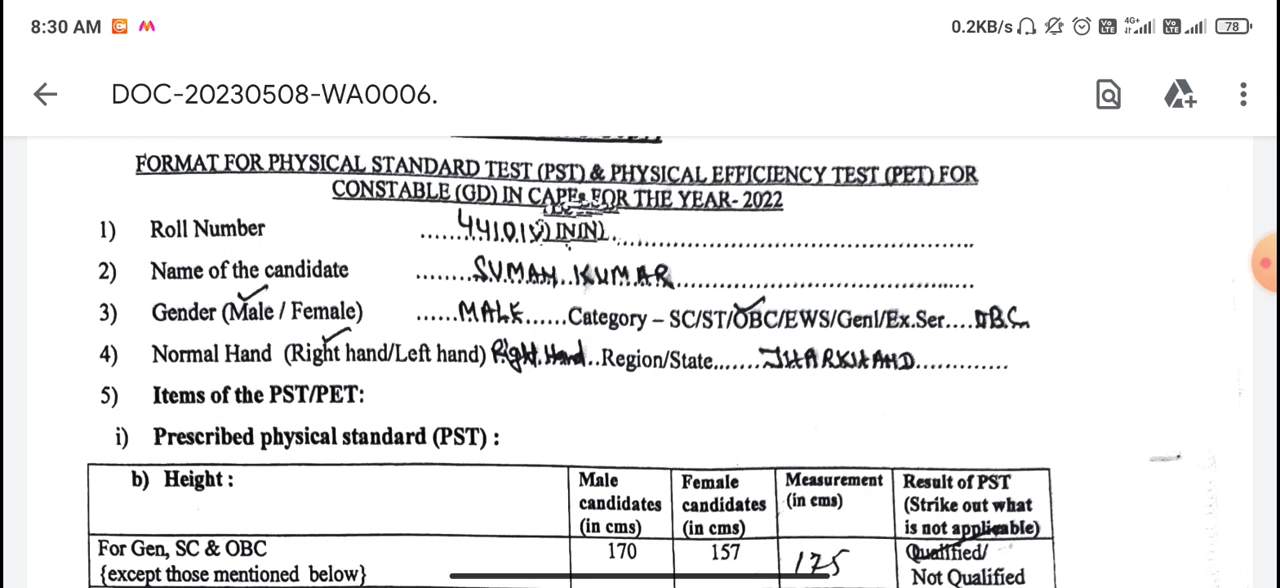 8:30 AM 0.2KB/s 4G+ Vo LTE Vo LTE 78
DOC-20230508-WA0006.
FORMAT FOR PHYSICAL STANDARD TEST (PST) & PHYSICAL EFFICIENCY TEST (PET) FOR
CONSTABLE (GD) IN CAPFs FOR THE YEAR- 2022
1) Roll Number
2) Name of the candidate ........SUMAN..KUMAR..............................
3) Gender (Male / Female) ......MALE......Category – SC/ST/OBC/EWS/Genl/Ex.Ser....OBC
4) Normal Hand (Right hand/Left hand) Right.Hand..Region/State.......JHARKHAND.............
5) Items of the PST/PET:
i) Prescribed physical standard (PST) :
b) Height : Male candidates (in cms) Female candidates (in cms) Measurement (in cms) Result of PST (Strike out what is not applicable)
For Gen, SC & OBC {except those mentioned below} 170 157 175 Qualified/ Not Qualified